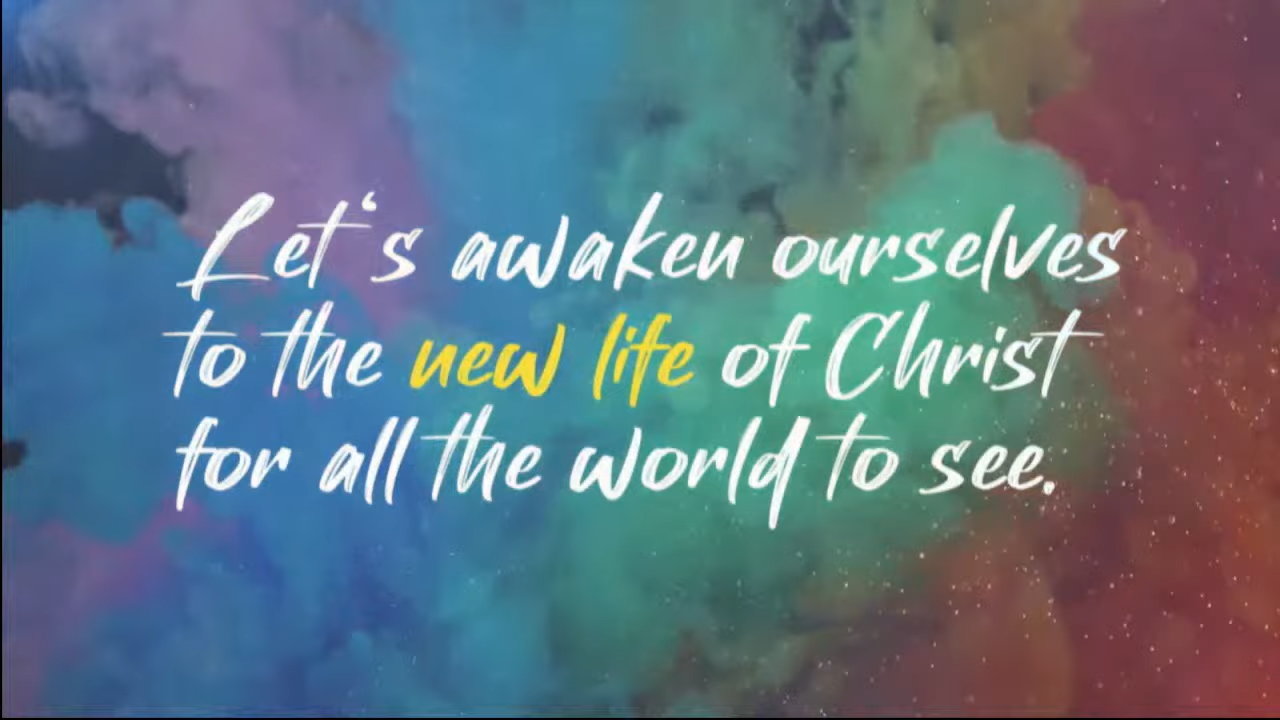 Let‘s awaken ourselves
to the new life of Christ
for all the world to see.